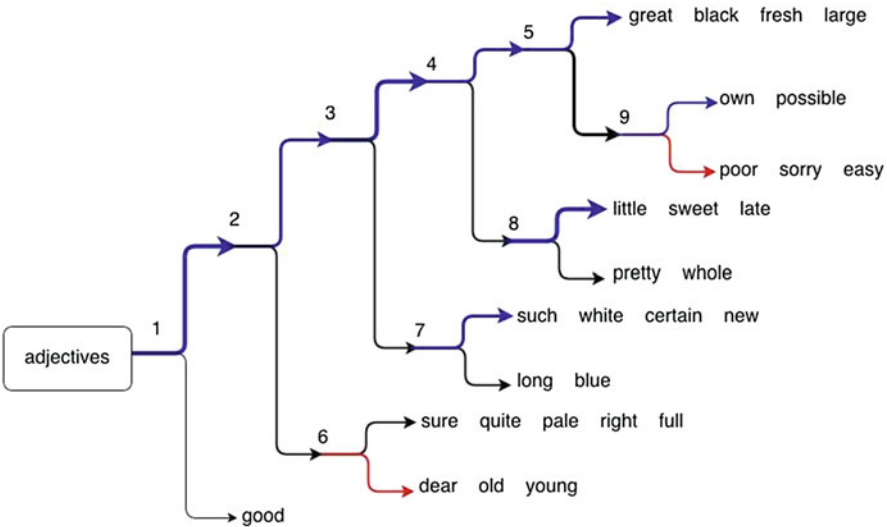 great black fresh large
5
4
own possible
9
3
poor sorry easy
little sweet late
8
2
pretty whole
such white certain new
7
1
adjectives
long blue
sure quite pale right full
6
dear old young
good